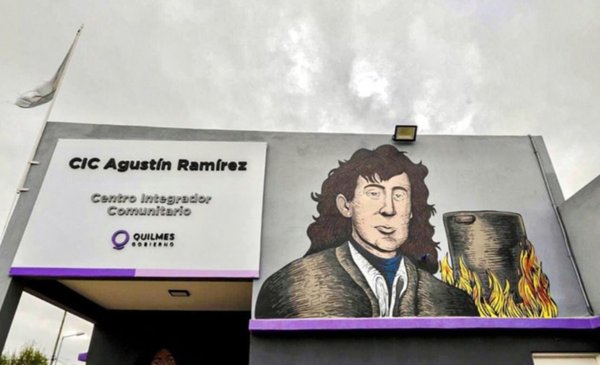 CIC Agustín Ramírez
Centro Integrador
Comunitario
QUILMES
GOBIERNO